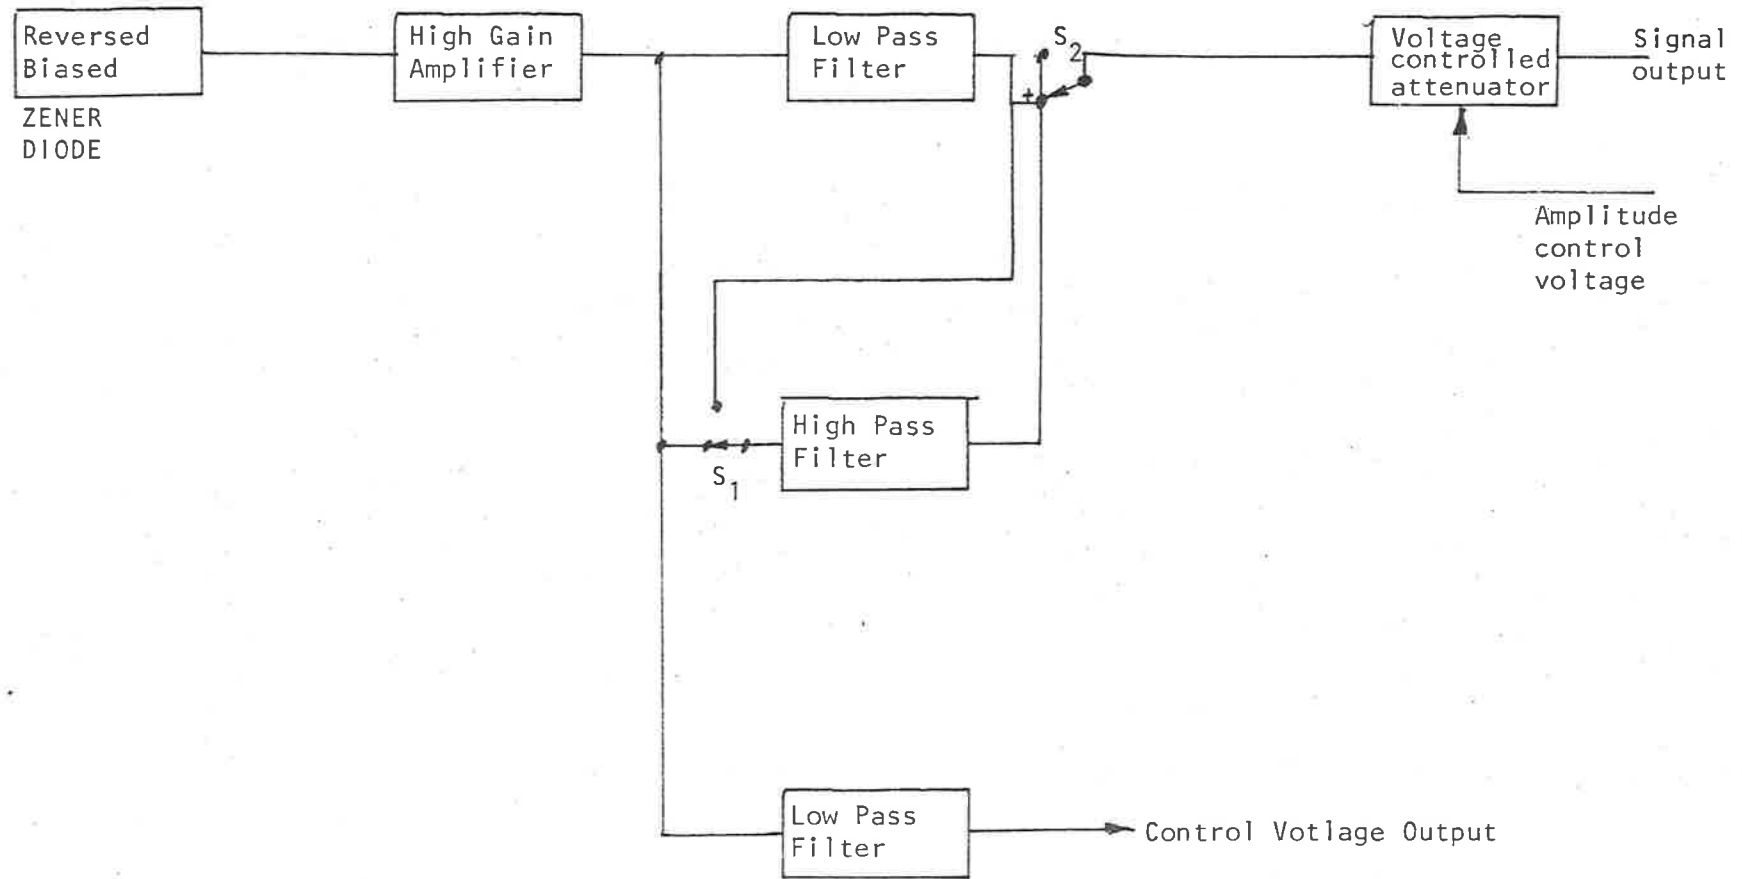 Reversed
Biased
ZENER
DIODE
High Gain
Amplifier
Low Pass
Filter
S2
+
Voltage
controlled
attenuator
Signal
output
Amplitude
control
voltage
High Pass
Filter
S1
Low Pass
Filter
Control Votlage Output